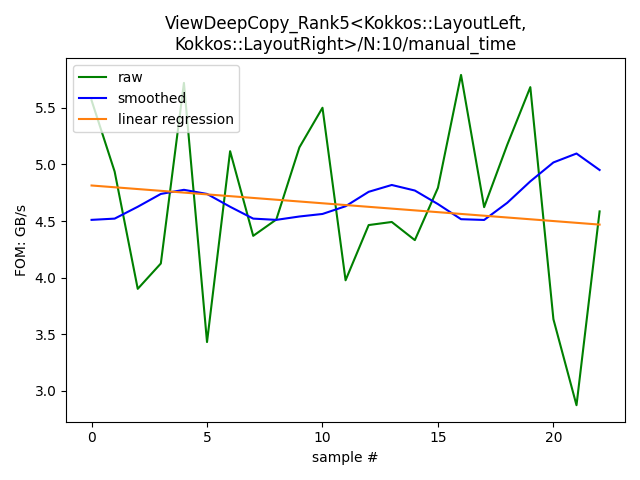 ViewDeepCopy_Rank5<Kokkos::LayoutLeft,
Kokkos::LayoutRight>/N:10/manual_time
raw
smoothed
linear regression
FOM: GB/s
5.5
5.0
4.5
4.0
3.5
3.0
0 5 10 15 20
sample #